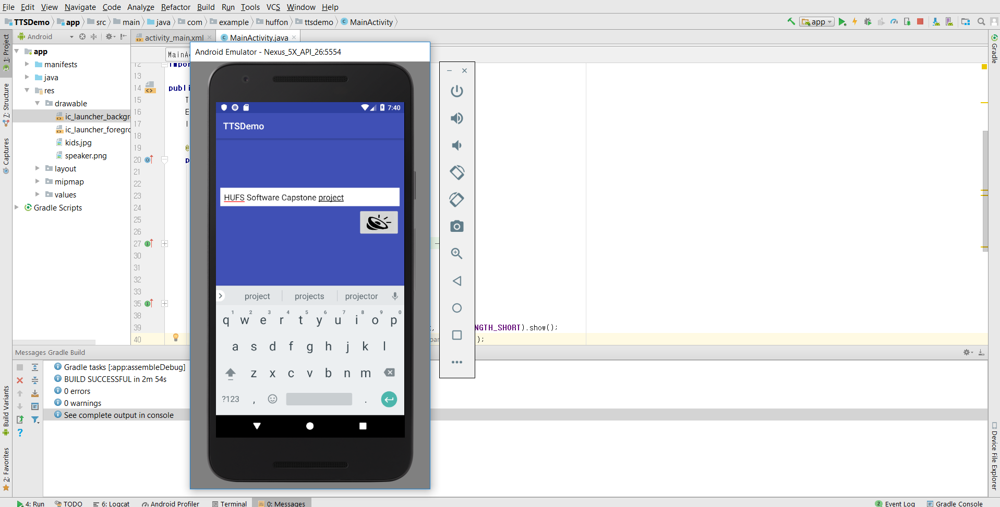 File Edit View Navigate Code Analyze Refactor Build Run Tools VCS Window Help
TTSDemo app src main java com example huffon ttsdemo MainActivity
app
Android
activity_main.xml
MainActivity.java
1: Project
Z: Structure
Captures
Build Variants
2: Favorites
app
manifests
java
res
drawable
ic_launcher_backgr
ic_launcher_foregro
kids.jpg
speaker.png
layout
mipmap
values
Gradle Scripts
MainA
12 impor
13
14 publi
15 T
16 E
17 I
18
19 @
20 p
21
22
23
24
25
26
27
30
31
32
33
35
38
39 NGTH_SHORT).show();
40 );
Android Emulator - Nexus_5X_API_26:5554
7:40
TTSDemo
HUFS Software Capstone project
project projects projector
1 2 3 4 5 6 7 8 9 0
q w e r t y u i o p
a s d f g h j k l
z x c v b n m
?123 , .
Messages Gradle Build
Gradle tasks [:app:assembleDebug]
BUILD SUCCESSFUL in 2m 54s
0 errors
0 warnings
See complete output in console
Gradle
Device File Explorer
4: Run TODO 6: Logcat Android Profiler Terminal 0: Messages
2 Event Log Gradle Console